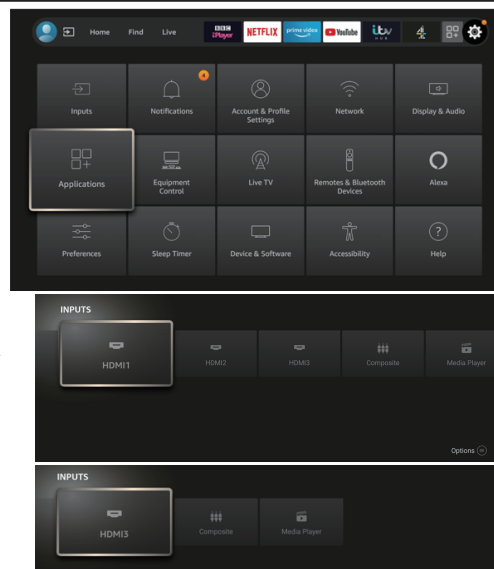 Home Find Live BBC iPlayer NETFLIX prime video YouTube itv HUB 4
Inputs Notifications Account & Profile Settings Network Display & Audio
Applications Equipment Control Live TV Remotes & Bluetooth Devices Alexa
Preferences Sleep Timer Device & Software Accessibility Help
INPUTS
HDMI1 HDMI2 HDMI3 Composite Media Player
Options
INPUTS
HDMI3 Composite Media Player